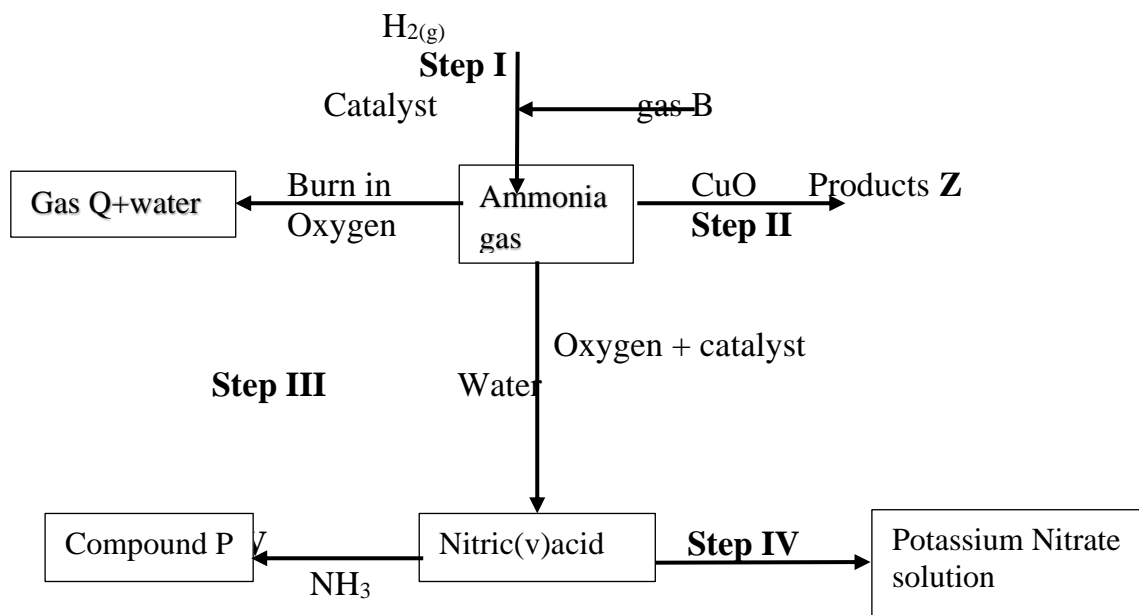 H2(g)
Step I
Catalyst
gas B
Gas Q+water
Burn in
Oxygen
Ammonia
gas
CuO
Products Z
Step II
Oxygen + catalyst
Step III
Water
Compound P
NH3
Nitric(v)acid
Step IV
Potassium Nitrate
solution